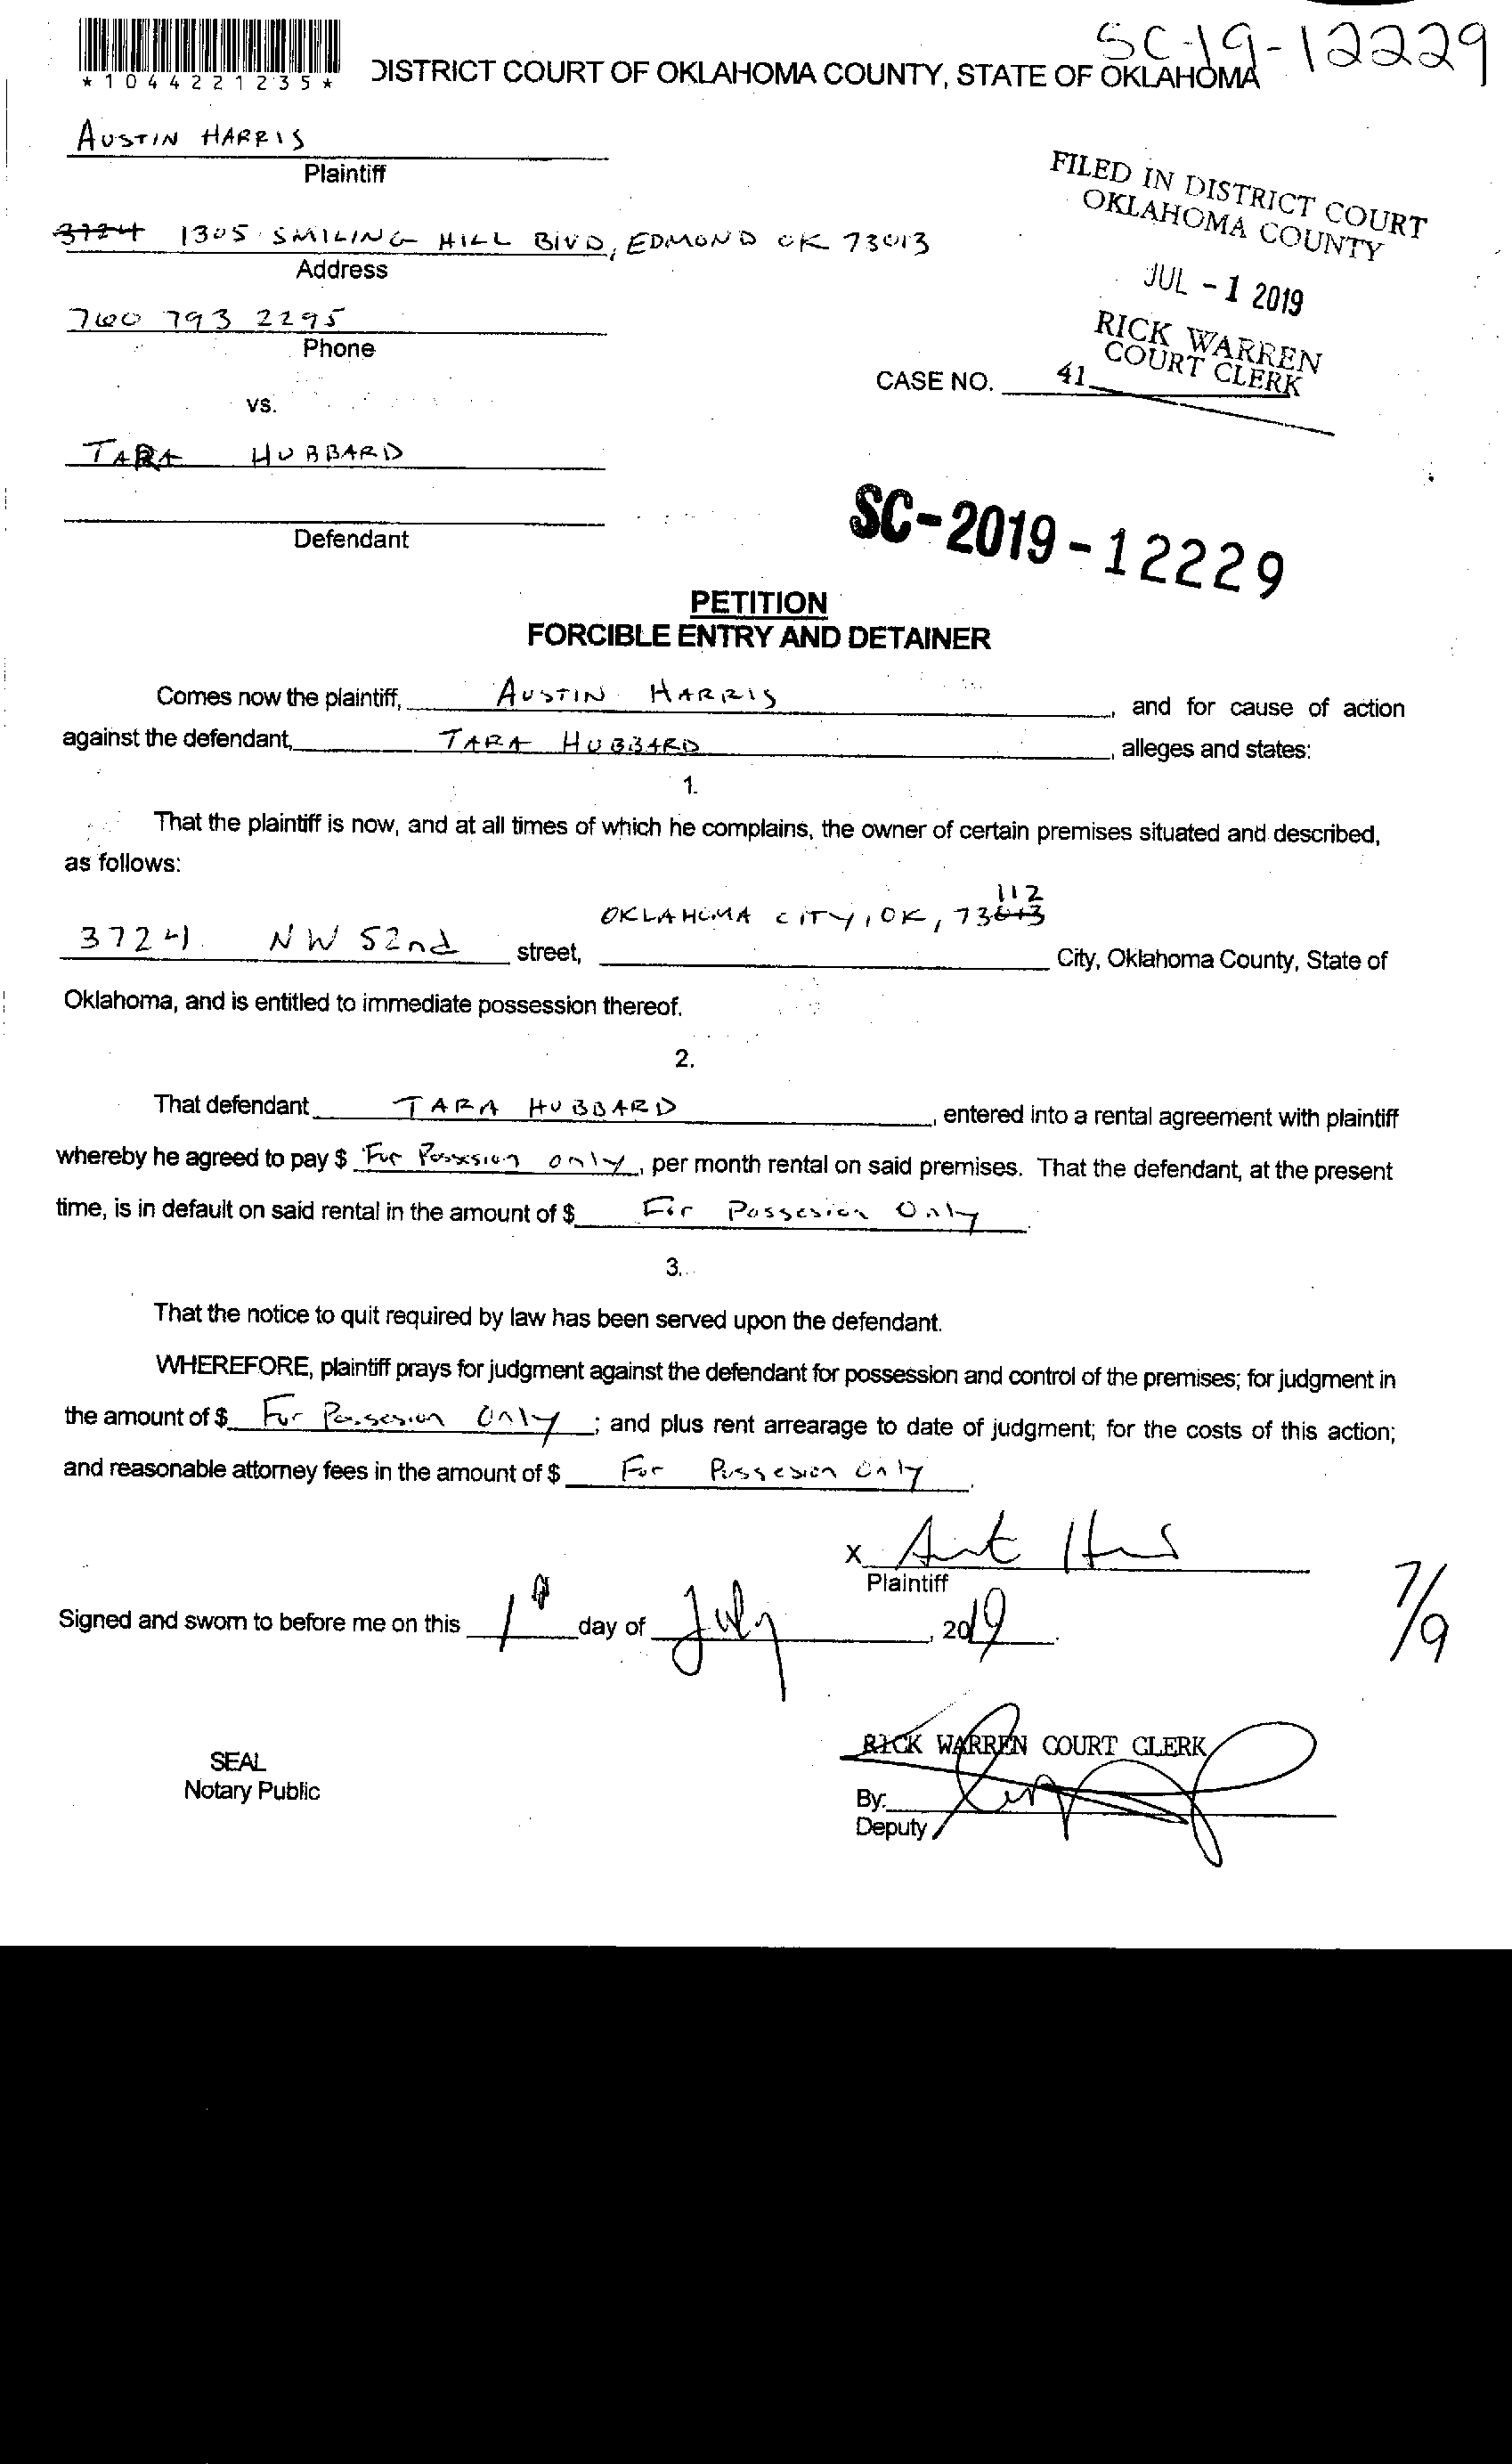 SC-19-12229
*1044221235*
DISTRICT COURT OF OKLAHOMA COUNTY, STATE OF OKLAHOMA
AUSTIN HARRIS
Plaintiff
FILED IN DISTRICT COURT
OKLAHOMA COUNTY
3724 1305 SMILING HILL BLVD, EDMOND OK 73013
Address
JUL - 1 2019
760 793 2295
Phone
RICK WARREN
COURT CLERK
CASE NO. 41
vs.
TARA HUBBARD
Defendant
SC-2019-12229
PETITION
FORCIBLE ENTRY AND DETAINER
Comes now the plaintiff, AUSTIN HARRIS, and for cause of action
against the defendant, TARA HUBBARD, alleges and states:
1.
That the plaintiff is now, and at all times of which he complains, the owner of certain premises situated and described,
as follows:
112
3724 NW 52nd street, OKLAHOMA CITY, OK, 73013 City, Oklahoma County, State of
Oklahoma, and is entitled to immediate possession thereof.
2.
That defendant TARA HUBBARD, entered into a rental agreement with plaintiff
whereby he agreed to pay $ For Possesion only, per month rental on said premises. That the defendant, at the present
time, is in default on said rental in the amount of $ For Possesion Only.
3.
That the notice to quit required by law has been served upon the defendant.
WHEREFORE, plaintiff prays for judgment against the defendant for possession and control of the premises; for judgment in
the amount of $ For Possesion Only; and plus rent arrearage to date of judgment; for the costs of this action;
and reasonable attorney fees in the amount of $ For Possesion Only.
x
Plaintiff
7/9
Signed and sworn to before me on this 1st day of July, 2019.
RICK WARREN COURT CLERK
SEAL
Notary Public
By:
Deputy